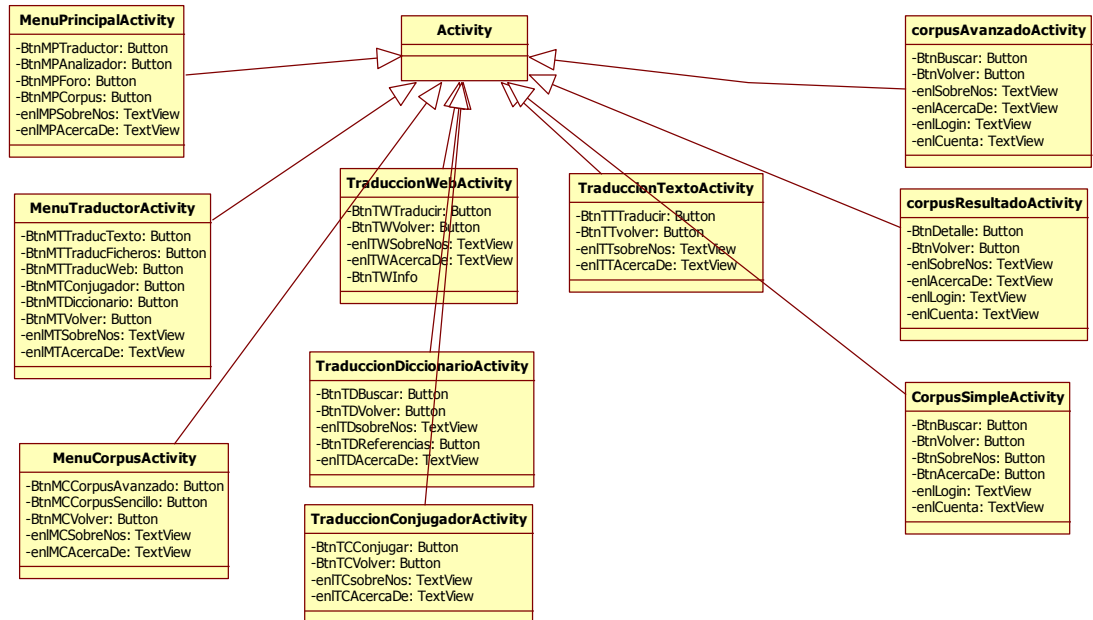 MenuPrincipalActivity
-BtnMPTraductor: Button
-BtnMPAnalizador: Button
-BtnMPForo: Button
-BtnMPCorpus: Button
-enlMPSobreNos: TextView
-enlMPAcercaDe: TextView
Activity
corpusAvanzadoActivity
-BtnBuscar: Button
-BtnVolver: Button
-enlSobreNos: TextView
-enlAcercaDe: TextView
-enlLogin: TextView
-enlCuenta: TextView
MenuTraductorActivity
-BtnMTTraducTexto: Button
-BtnMTTraducFicheros: Button
-BtnMTTraducWeb: Button
-BtnMTConjugador: Button
-BtnMTDiccionario: Button
-BtnMTVolver: Button
-enlMTSobreNos: TextView
-enlMTAcercaDe: TextView
TraduccionWebActivity
-BtnTWTraducir: Button
-BtnTWVolver: Button
-enlTWSobreNos: TextView
-enlTWAcercaDe: TextView
-BtnTWInfo
TraduccionTextoActivity
-BtnTTTraducir: Button
-BtnTTvolver: Button
-enlTTsobreNos: TextView
-enlTTAcercaDe: TextView
corpusResultadoActivity
-BtnDetalle: Button
-BtnVolver: Button
-enlSobreNos: TextView
-enlAcercaDe: TextView
-enlLogin: TextView
-enlCuenta: TextView
TraduccionDiccionarioActivity
-BtnTDBuscar: Button
-BtnTDVolver: Button
-enlTDsobreNos: TextView
-BtnTDReferencias: Button
-enlTDAcercaDe: TextView
CorpusSimpleActivity
-BtnBuscar: Button
-BtnVolver: Button
-BtnSobreNos: Button
-BtnAcercaDe: Button
-enlLogin: TextView
-enlCuenta: TextView
MenuCorpusActivity
-BtnMCCorpusAvanzado: Button
-BtnMCCorpusSencillo: Button
-BtnMCVolver: Button
-enlMCSobreNos: TextView
-enlMCAcercaDe: TextView
TraduccionConjugadorActivity
-BtnTCConjugar: Button
-BtnTCVolver: Button
-enlTCsobreNos: TextView
-enlTCAcercaDe: TextView